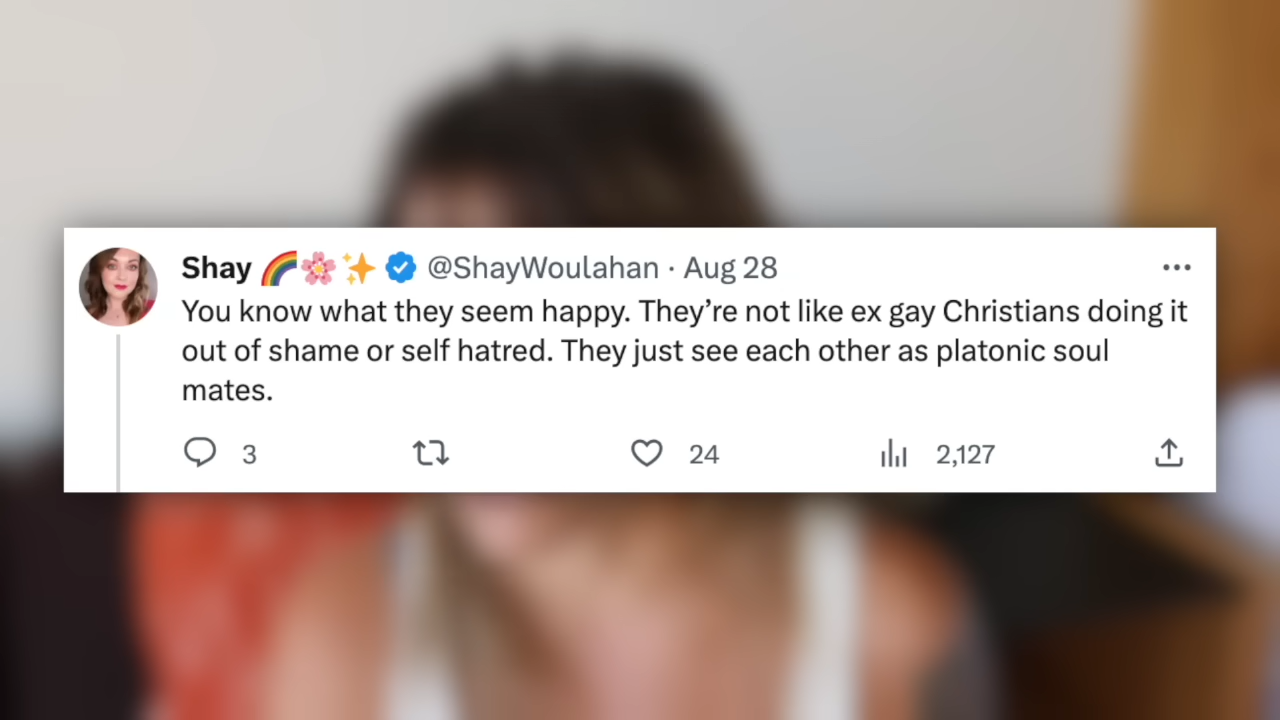 Shay 🌈🌸✨ @ShayWoulahan · Aug 28
You know what they seem happy. They’re not like ex gay Christians doing it
out of shame or self hatred. They just see each other as platonic soul
mates.
3 24 2,127